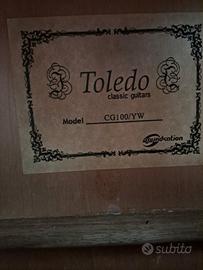 Toledo
classic guitars
Model CG100/YW
Soundsation
subito